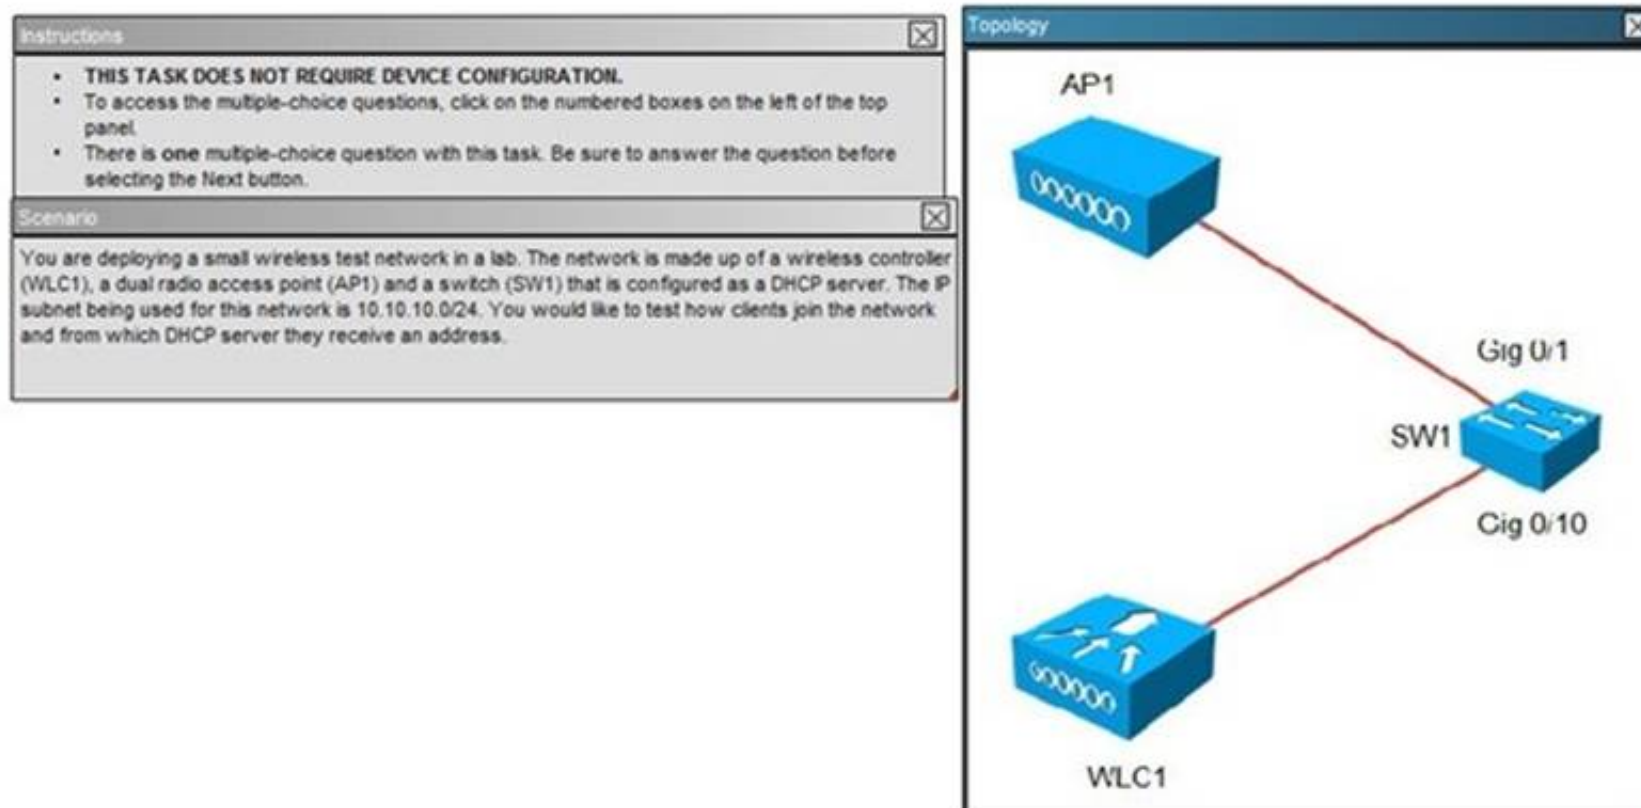 Instructions
• THIS TASK DOES NOT REQUIRE DEVICE CONFIGURATION.
• To access the multiple-choice questions, click on the numbered boxes on the left of the top
panel.
• There is one multiple-choice question with this task. Be sure to answer the question before
selecting the Next button.
Scenario
You are deploying a small wireless test network in a lab. The network is made up of a wireless controller
(WLC1), a dual radio access point (AP1) and a switch (SW1) that is configured as a DHCP server. The IP
subnet being used for this network is 10.10.10.0/24. You would like to test how clients join the network
and from which DHCP server they receive an address.
Topology
AP1
Gig 0/1
SW1
Gig 0/10
WLC1